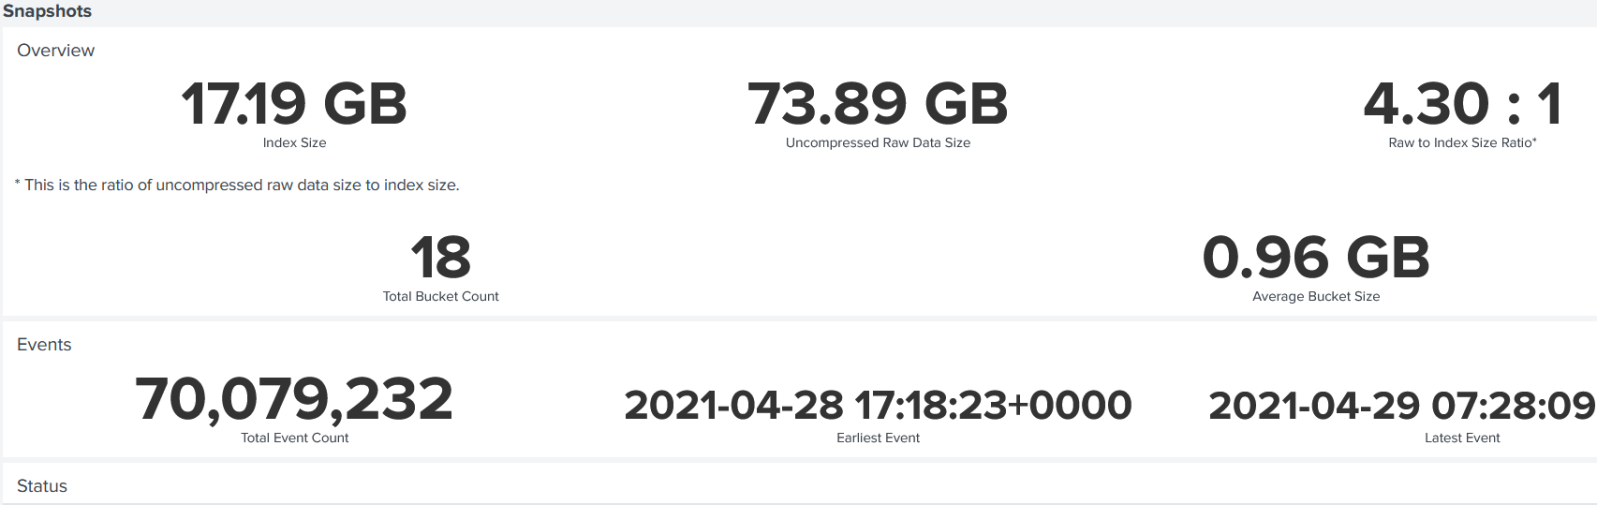 Snapshots
Overview
17.19 GB
Index Size
73.89 GB
Uncompressed Raw Data Size
4.30 : 1
Raw to Index Size Ratio*
* This is the ratio of uncompressed raw data size to index size.
18
Total Bucket Count
0.96 GB
Average Bucket Size
Events
70,079,232
Total Event Count
2021-04-28 17:18:23+0000
Earliest Event
2021-04-29 07:28:09
Latest Event
Status